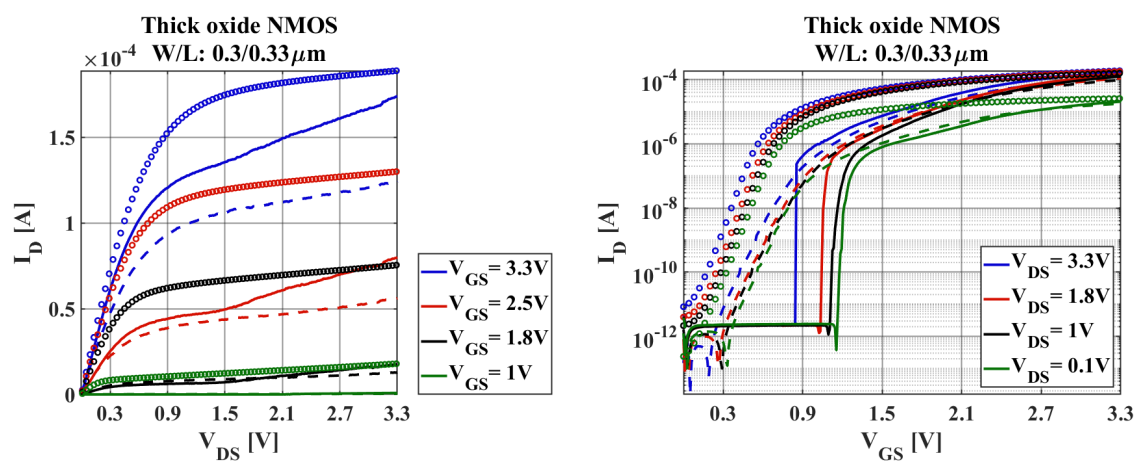 Thick oxide NMOS
W/L: 0.3/0.33μm
×10⁻⁴
1.5
1
0.5
0
0.3 0.9 1.5 2.1 2.7 3.3
I_D [A]
V_DS [V]
V_GS = 3.3V
V_GS = 2.5V
V_GS = 1.8V
V_GS = 1V
Thick oxide NMOS
W/L: 0.3/0.33μm
10⁻⁴
10⁻⁶
10⁻⁸
10⁻¹⁰
10⁻¹²
0.3 0.9 1.5 2.1 2.7 3.3
I_D [A]
V_GS [V]
V_DS = 3.3V
V_DS = 1.8V
V_DS = 1V
V_DS = 0.1V